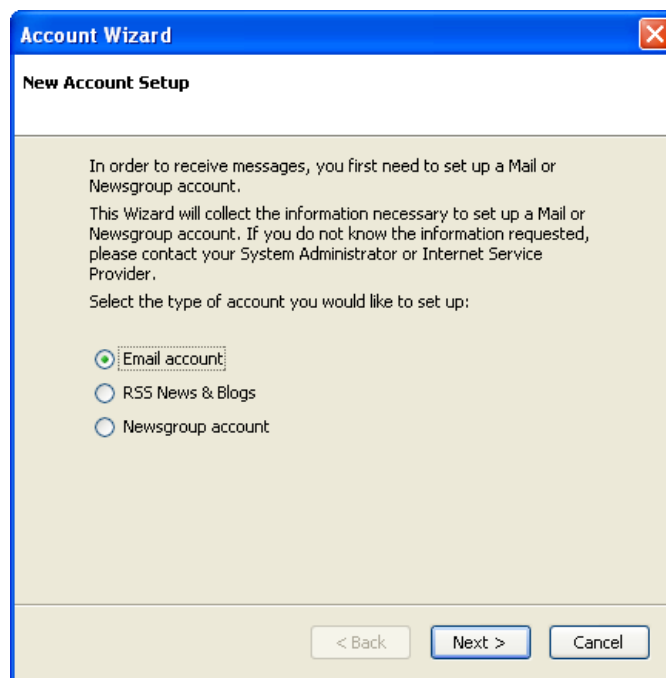 Account Wizard
New Account Setup
In order to receive messages, you first need to set up a Mail or
Newsgroup account.
This Wizard will collect the information necessary to set up a Mail or
Newsgroup account. If you do not know the information requested,
please contact your System Administrator or Internet Service
Provider.
Select the type of account you would like to set up:
Email account
RSS News & Blogs
Newsgroup account
< Back Next > Cancel